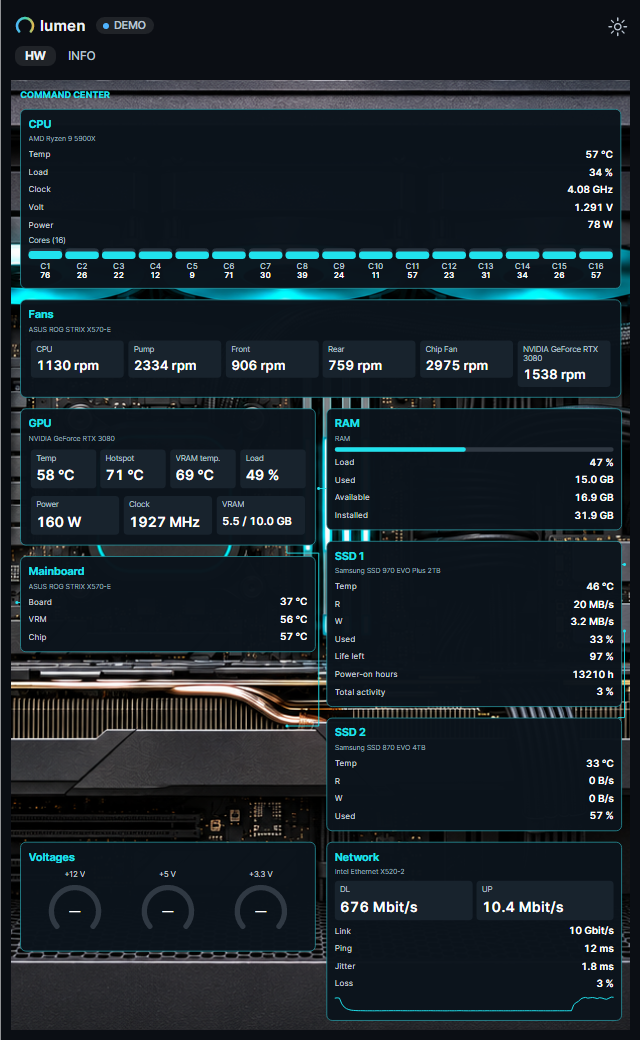 lumen
DEMO
HW INFO
COMMAND CENTER
CPU
AMD Ryzen 9 5900X
Temp 57 °C
Load 34 %
Clock 4.08 GHz
Volt 1.291 V
Power 78 W
Cores (16)
C1 C2 C3 C4 C5 C6 C7 C8 C9 C10 C11 C12 C13 C14 C15 C16
76 26 22 12 9 71 30 39 24 11 57 23 31 34 26 57
Fans
ASUS ROG STRIX X570-E
CPU
1130 rpm
Pump
2334 rpm
Front
906 rpm
Rear
759 rpm
Chip Fan
2975 rpm
NVIDIA GeForce RTX
3080
1538 rpm
GPU
NVIDIA GeForce RTX 3080
Temp
58 °C
Hotspot
71 °C
VRAM temp.
69 °C
Load
49 %
Power
160 W
Clock
1927 MHz
VRAM
5.5 / 10.0 GB
RAM
RAM
Load 47 %
Used 15.0 GB
Available 16.9 GB
Installed 31.9 GB
Mainboard
ASUS ROG STRIX X570-E
Board 37 °C
VRM 56 °C
Chip 57 °C
SSD 1
Samsung SSD 970 EVO Plus 2TB
Temp 46 °C
R 20 MB/s
W 3.2 MB/s
Used 33 %
Life left 97 %
Power-on hours 13210 h
Total activity 3 %
SSD 2
Samsung SSD 870 EVO 4TB
Temp 33 °C
R 0 B/s
W 0 B/s
Used 57 %
Voltages
+12 V
—
+5 V
—
+3.3 V
—
Network
Intel Ethernet X520-2
DL
676 Mbit/s
UP
10.4 Mbit/s
Link 10 Gbit/s
Ping 12 ms
Jitter 1.8 ms
Loss 3 %